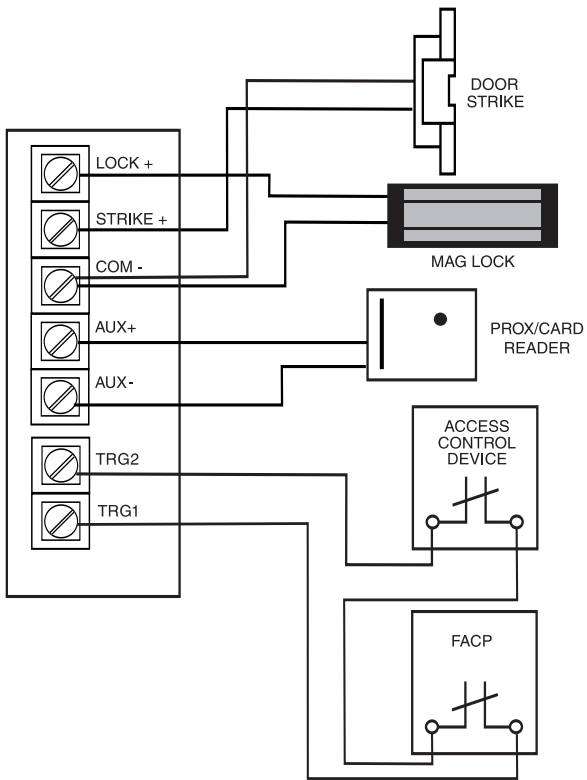 DOOR
STRIKE
LOCK +
STRIKE +
COM -
MAG LOCK
AUX+
PROX/CARD
READER
AUX-
ACCESS
CONTROL
DEVICE
TRG2
TRG1
FACP